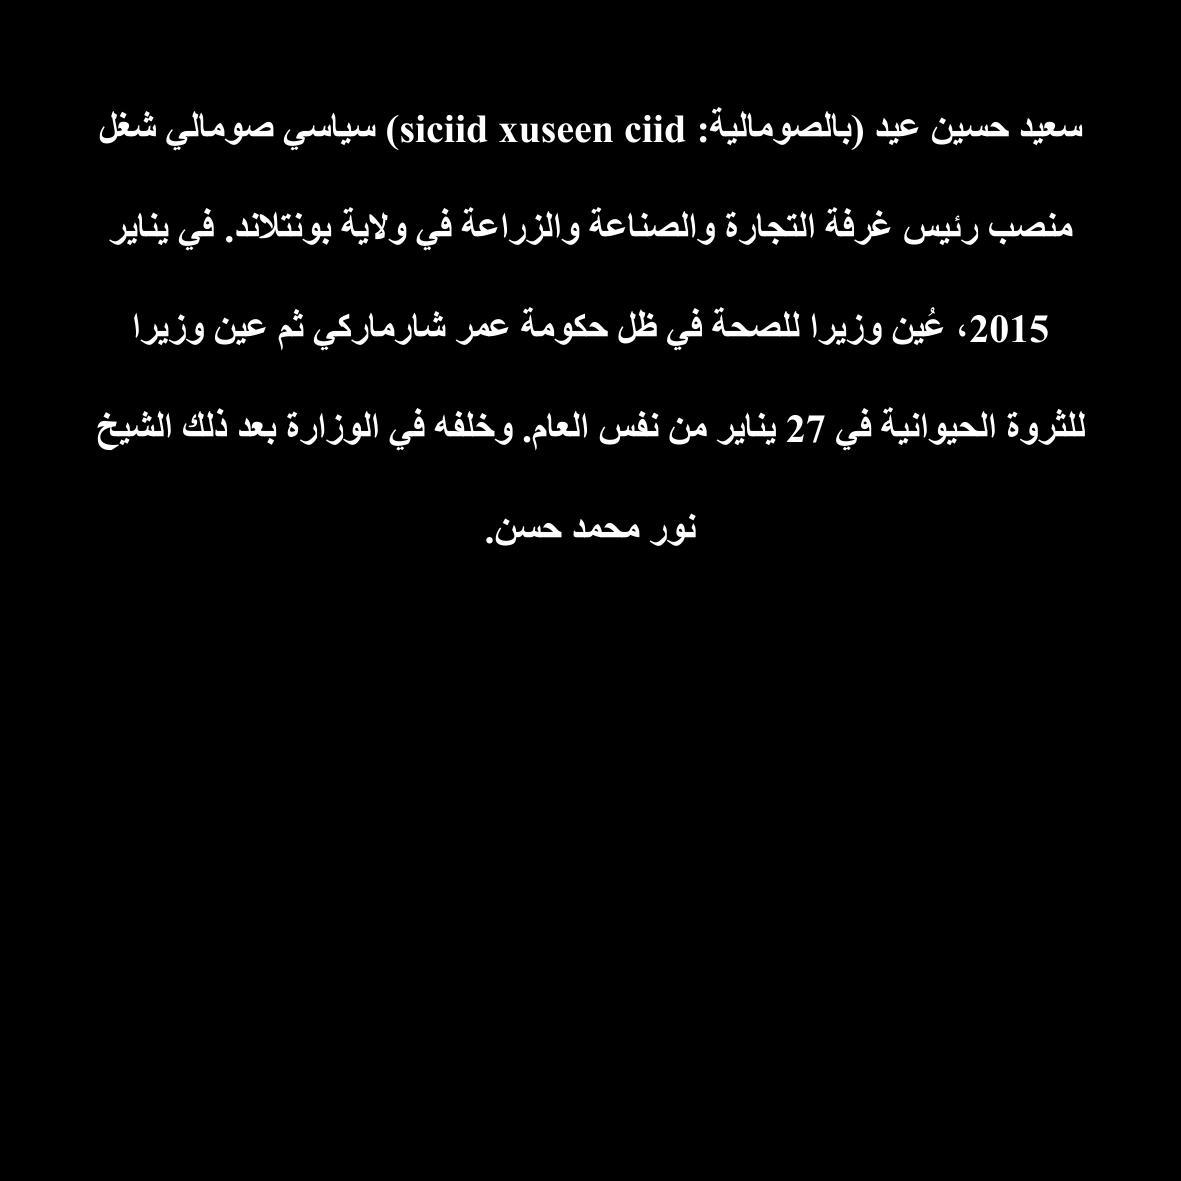 سعيد حسين عيد (بالصومالية: siciid xuseen ciid) سياسي صومالي شغل
منصب رئيس غرفة التجارة والصناعة والزراعة في ولاية بونتلاند. في يناير
2015، عُين وزيرا للصحة في ظل حكومة عمر شارماركي ثم عين وزيرا
للثروة الحيوانية في 27 يناير من نفس العام. وخلفه في الوزارة بعد ذلك الشيخ
نور محمد حسن.